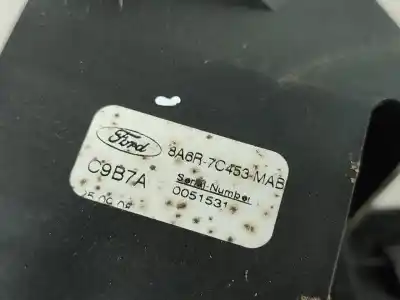 Ford
8A6R-7C453-MAB
C9B7A
Serial-Number
0051531